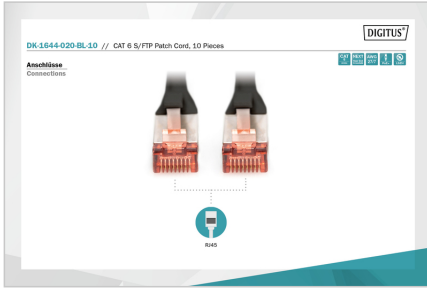 DIGITUS®
DK-1644-020-BL-10 // CAT 6 S/FTP Patch Cord, 10 Pieces
Anschlüsse
Connections
RJ45